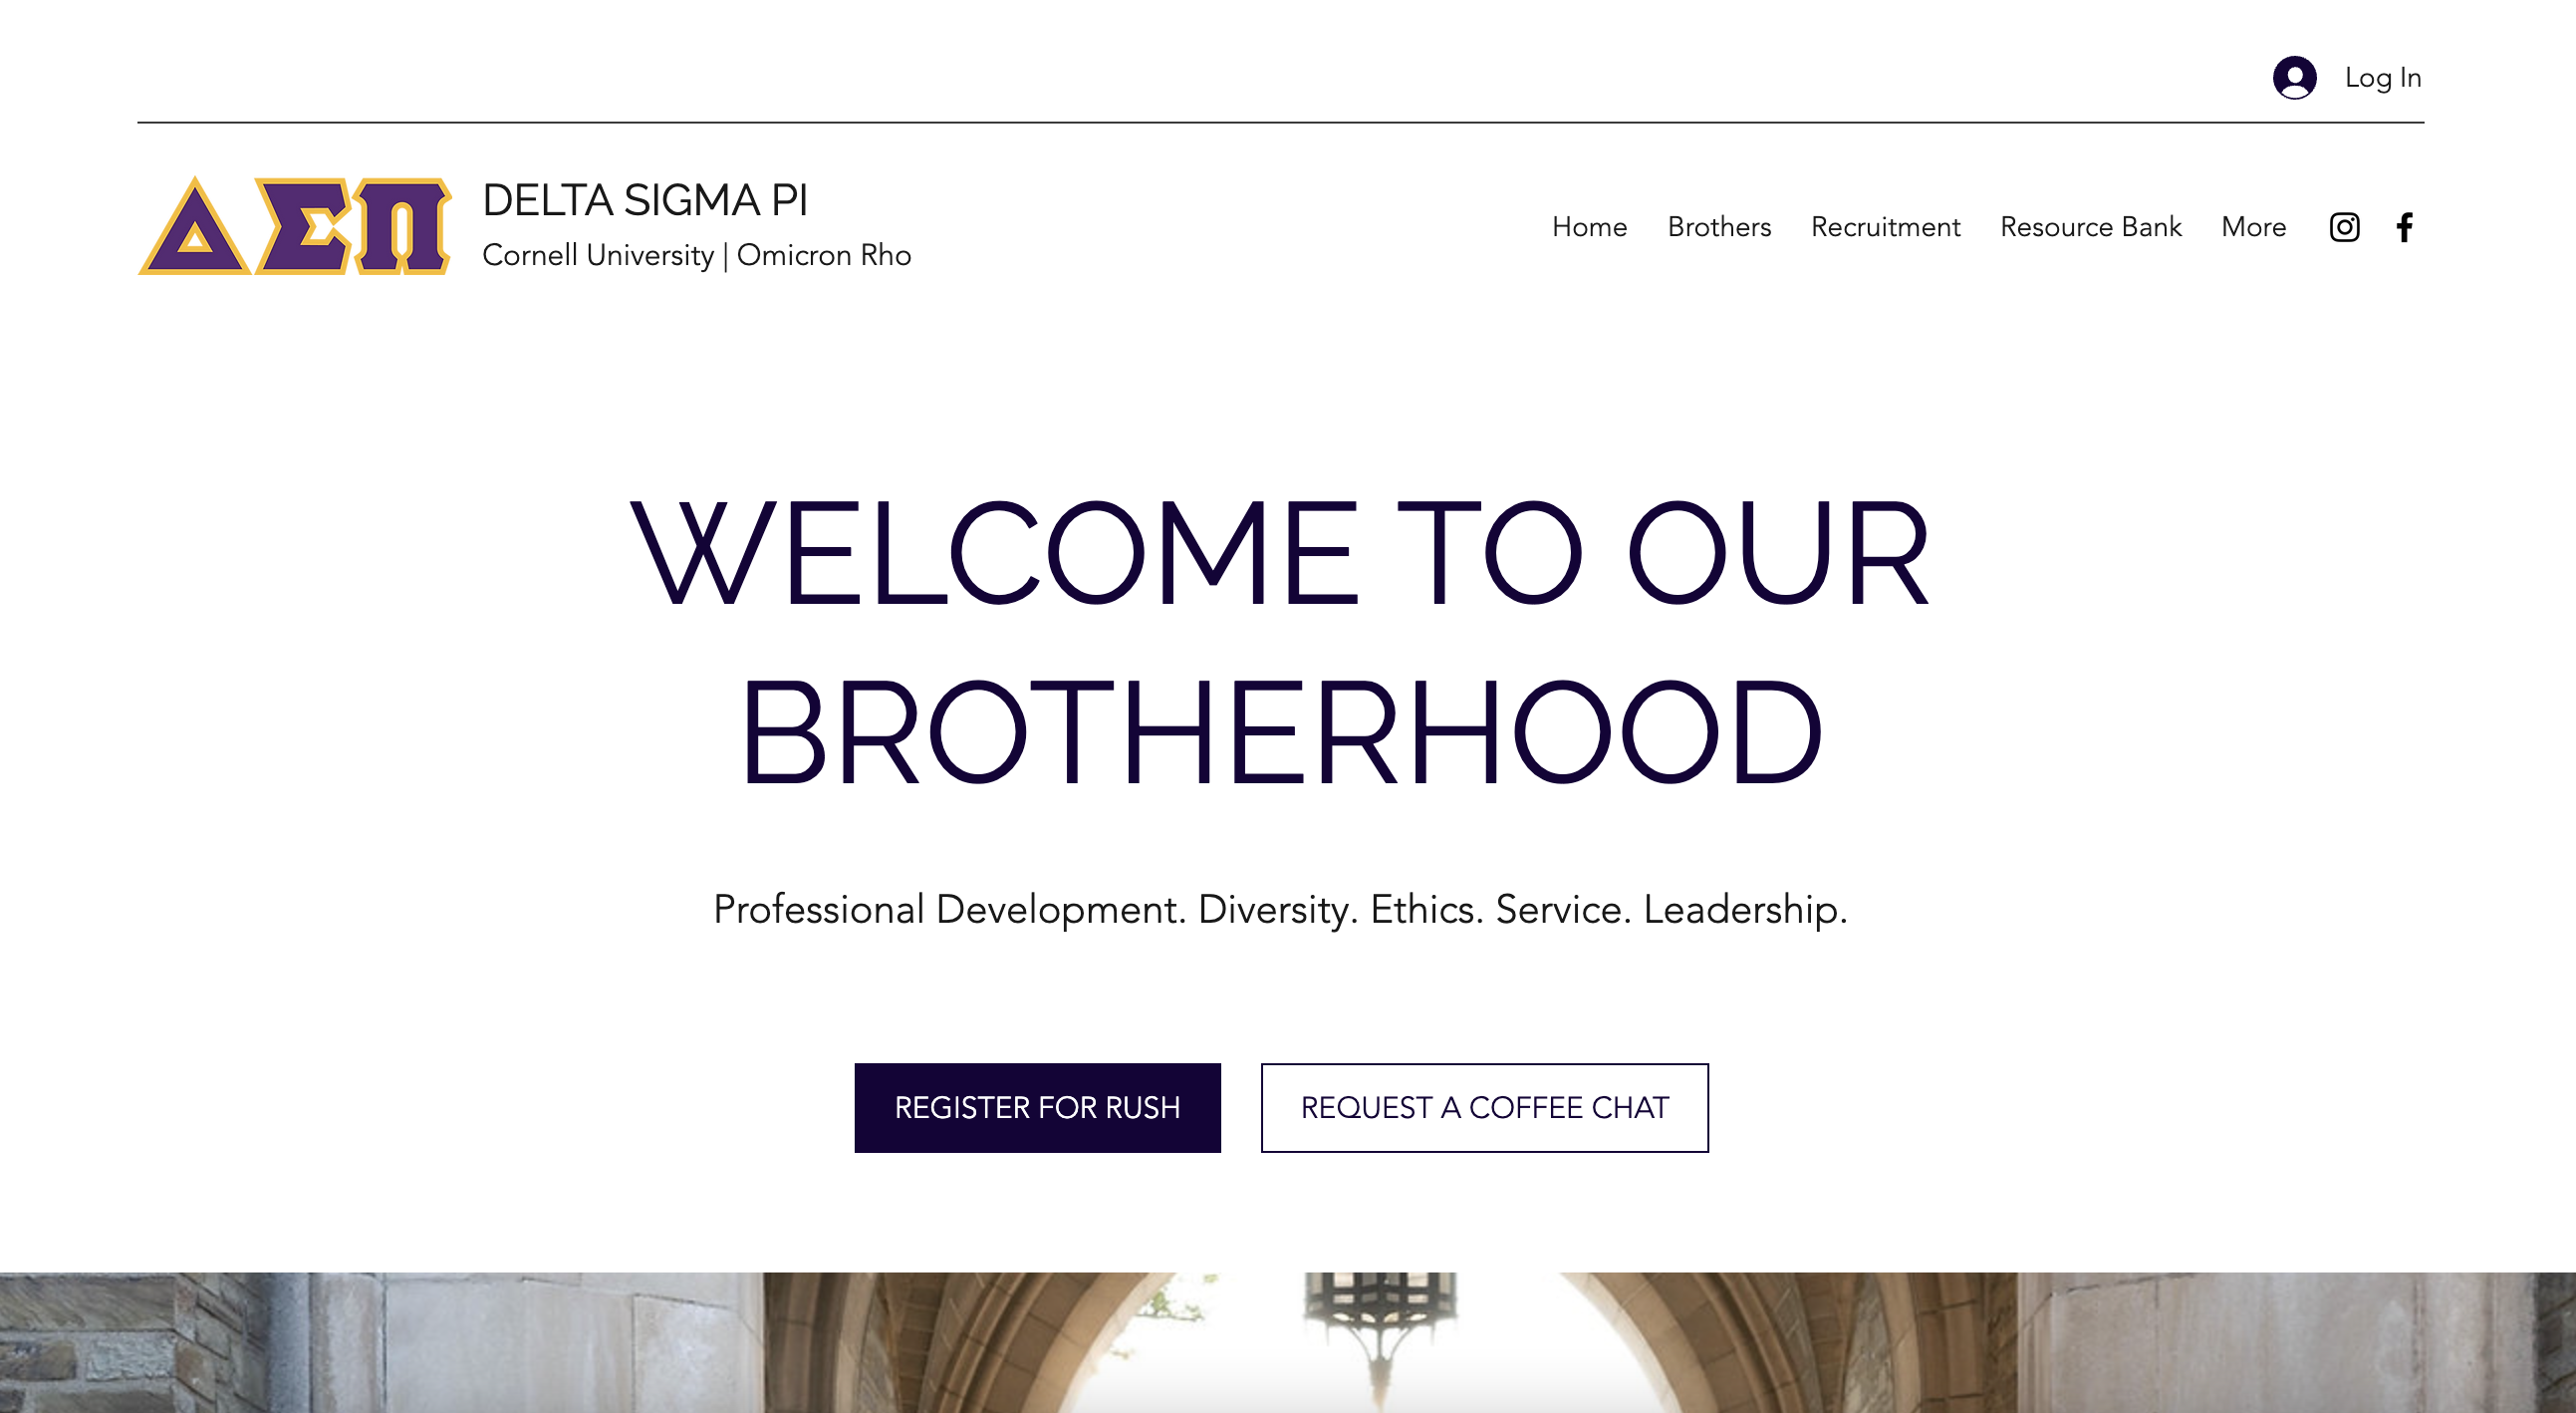 Log In
ΔΣΠ
DELTA SIGMA PI
Cornell University | Omicron Rho
Home Brothers Recruitment Resource Bank More
WELCOME TO OUR
BROTHERHOOD
Professional Development. Diversity. Ethics. Service. Leadership.
REGISTER FOR RUSH REQUEST A COFFEE CHAT